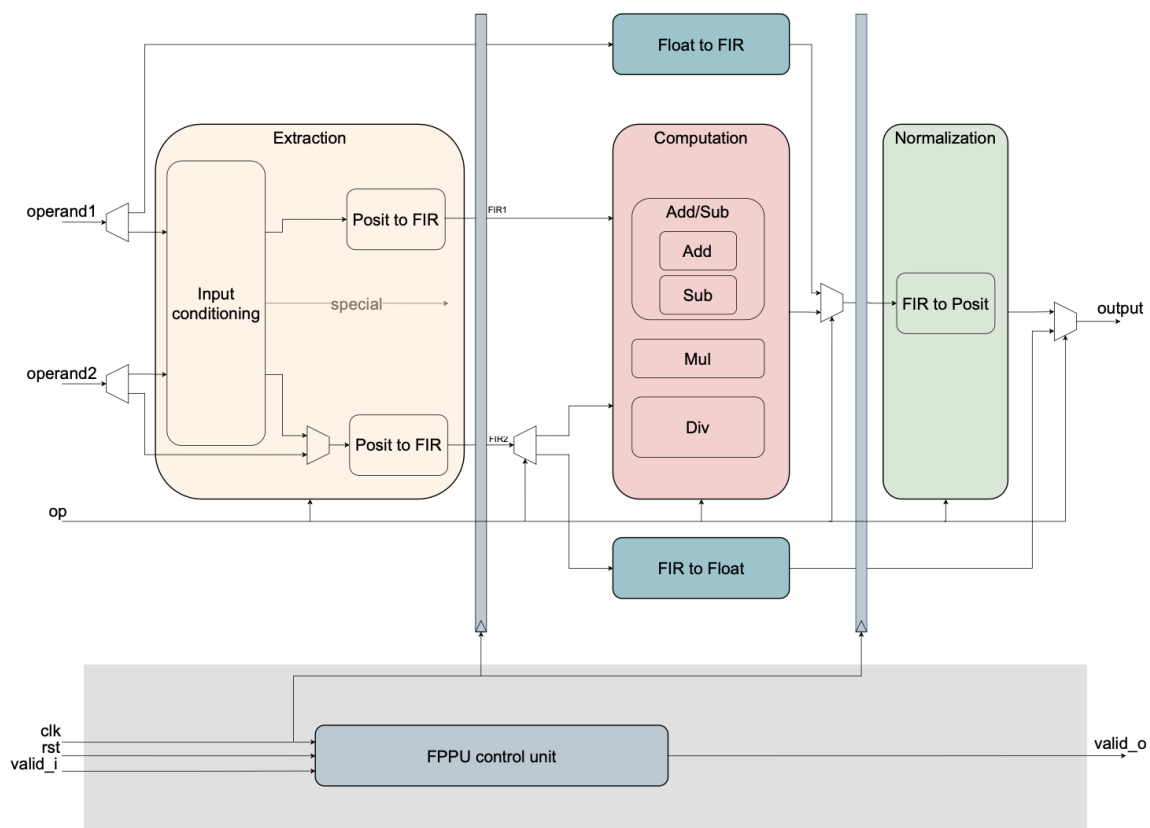 Float to FIR
Extraction
Computation
Normalization
operand1
Posit to FIR
FIR1
Add/Sub
Add
Sub
Input
conditioning
special
FIR to Posit
output
operand2
Mul
Posit to FIR
FIR2
Div
op
FIR to Float
clk
rst
valid_i
FPPU control unit
valid_o